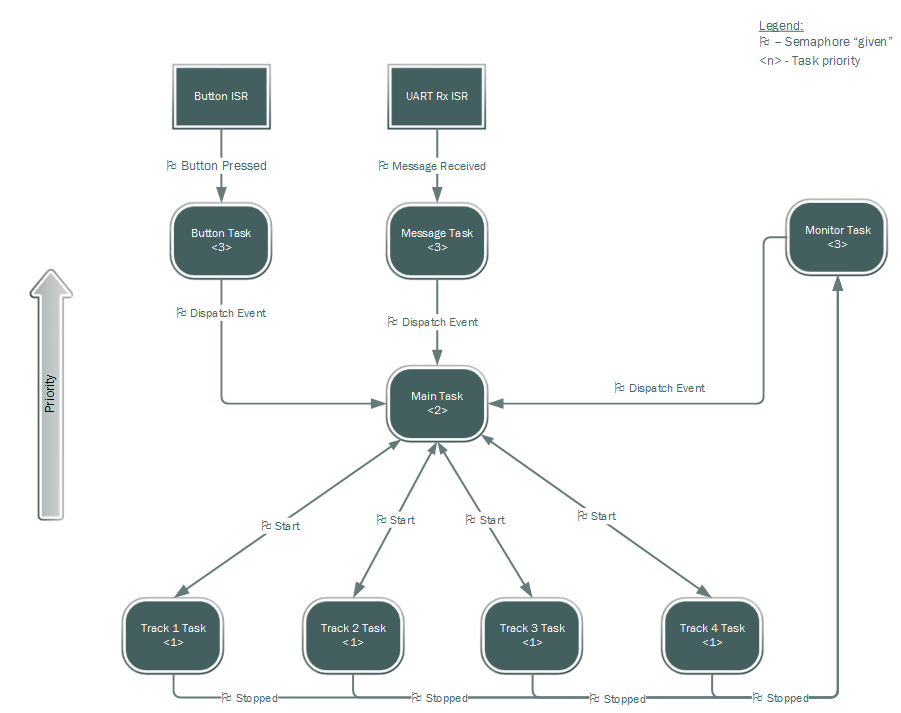 Legend:
– Semaphore “given”
<n> - Task priority
Button ISR
UART Rx ISR
Button Pressed
Message Received
Button Task
<3>
Message Task
<3>
Monitor Task
<3>
Dispatch Event
Dispatch Event
Priority
Main Task
<2>
Dispatch Event
Start
Start
Start
Start
Track 1 Task
<1>
Track 2 Task
<1>
Track 3 Task
<1>
Track 4 Task
<1>
Stopped
Stopped
Stopped
Stopped